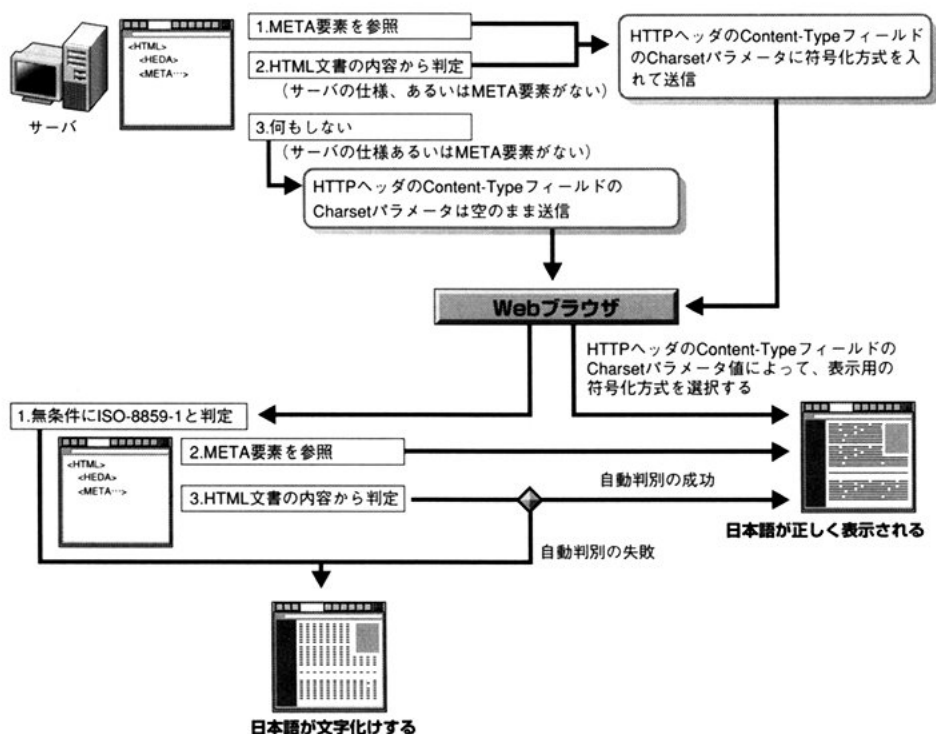 <HTML>
<HEDA>
<META…>
サーバ
1.META要素を参照
2.HTML文書の内容から判定
（サーバの仕様、あるいはMETA要素がない）
3.何もしない
（サーバの仕様あるいはMETA要素がない）
HTTPヘッダのContent-Typeフィールド
のCharsetパラメータに符号化方式を入
れて送信
HTTPヘッダのContent-Typeフィールドの
Charsetパラメータは空のまま送信
Webブラウザ
HTTPヘッダのContent-Typeフィールドの
Charsetパラメータ値によって、表示用の
符号化方式を選択する
1.無条件にISO-8859-1と判定
<HTML>
<HEDA>
<META…>
2.META要素を参照
3.HTML文書の内容から判定
自動判別の成功
日本語が正しく表示される
自動判別の失敗
日本語が文字化けする